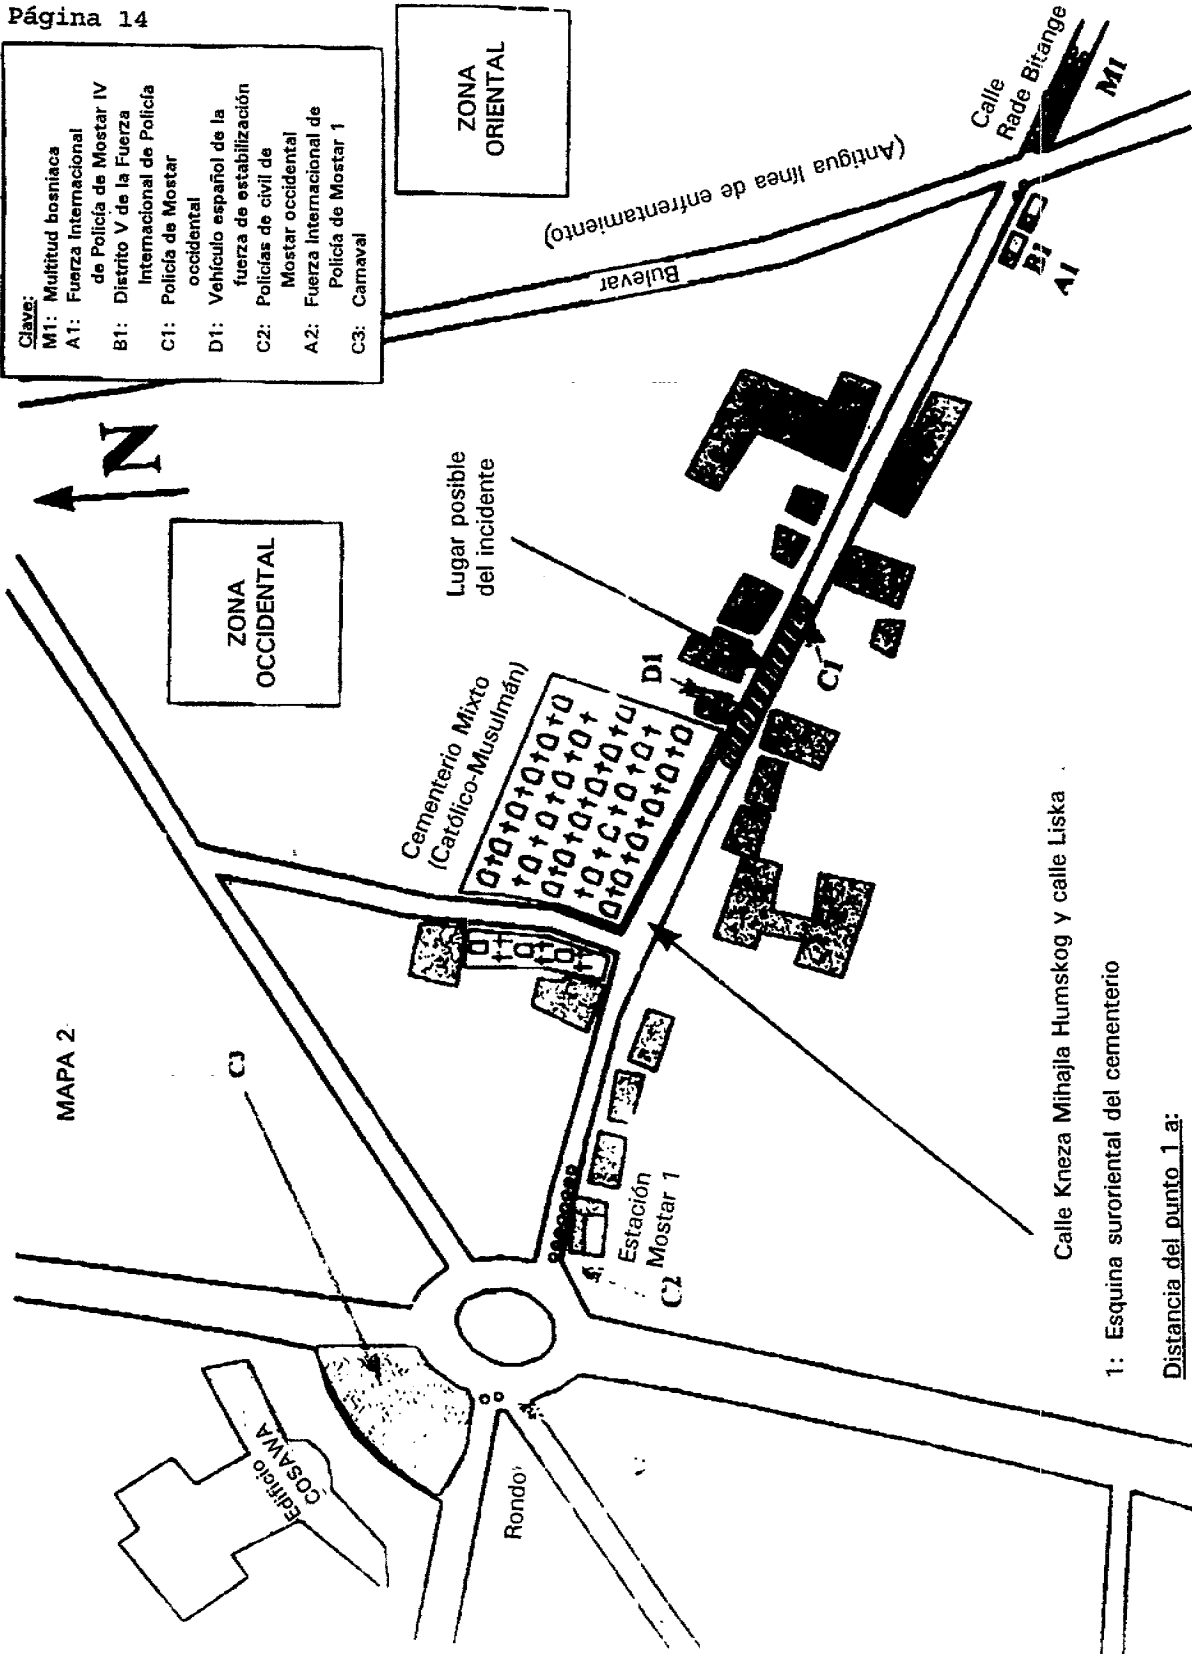 Página 14
Clave:
M1: Multitud bosniaca
A1: Fuerza Internacional
de Policía de Mostar IV
B1: Distrito V de la Fuerza
Internacional de Policía
C1: Policía de Mostar
occidental
D1: Vehículo español de la
fuerza de estabilización
C2: Policías de civil de
Mostar occidental
A2: Fuerza Internacional de
Policía de Mostar 1
C3: Carnaval
ZONA
ORIENTAL
Calle
Rade Bitange
M1
(Antigua línea de enfrentamiento)
Bulevar
B1
A1
N
ZONA
OCCIDENTAL
Lugar posible
del incidente
D1
C1
Cementerio Mixto
(Católico-Musulmán)
MAPA 2
C3
Estación
Mostar 1
C2
Edificio
COSAWA
Rondo
Calle Kneza Mihajla Humskog y calle Liska
1: Esquina suroriental del cementerio
Distancia del punto 1 a: